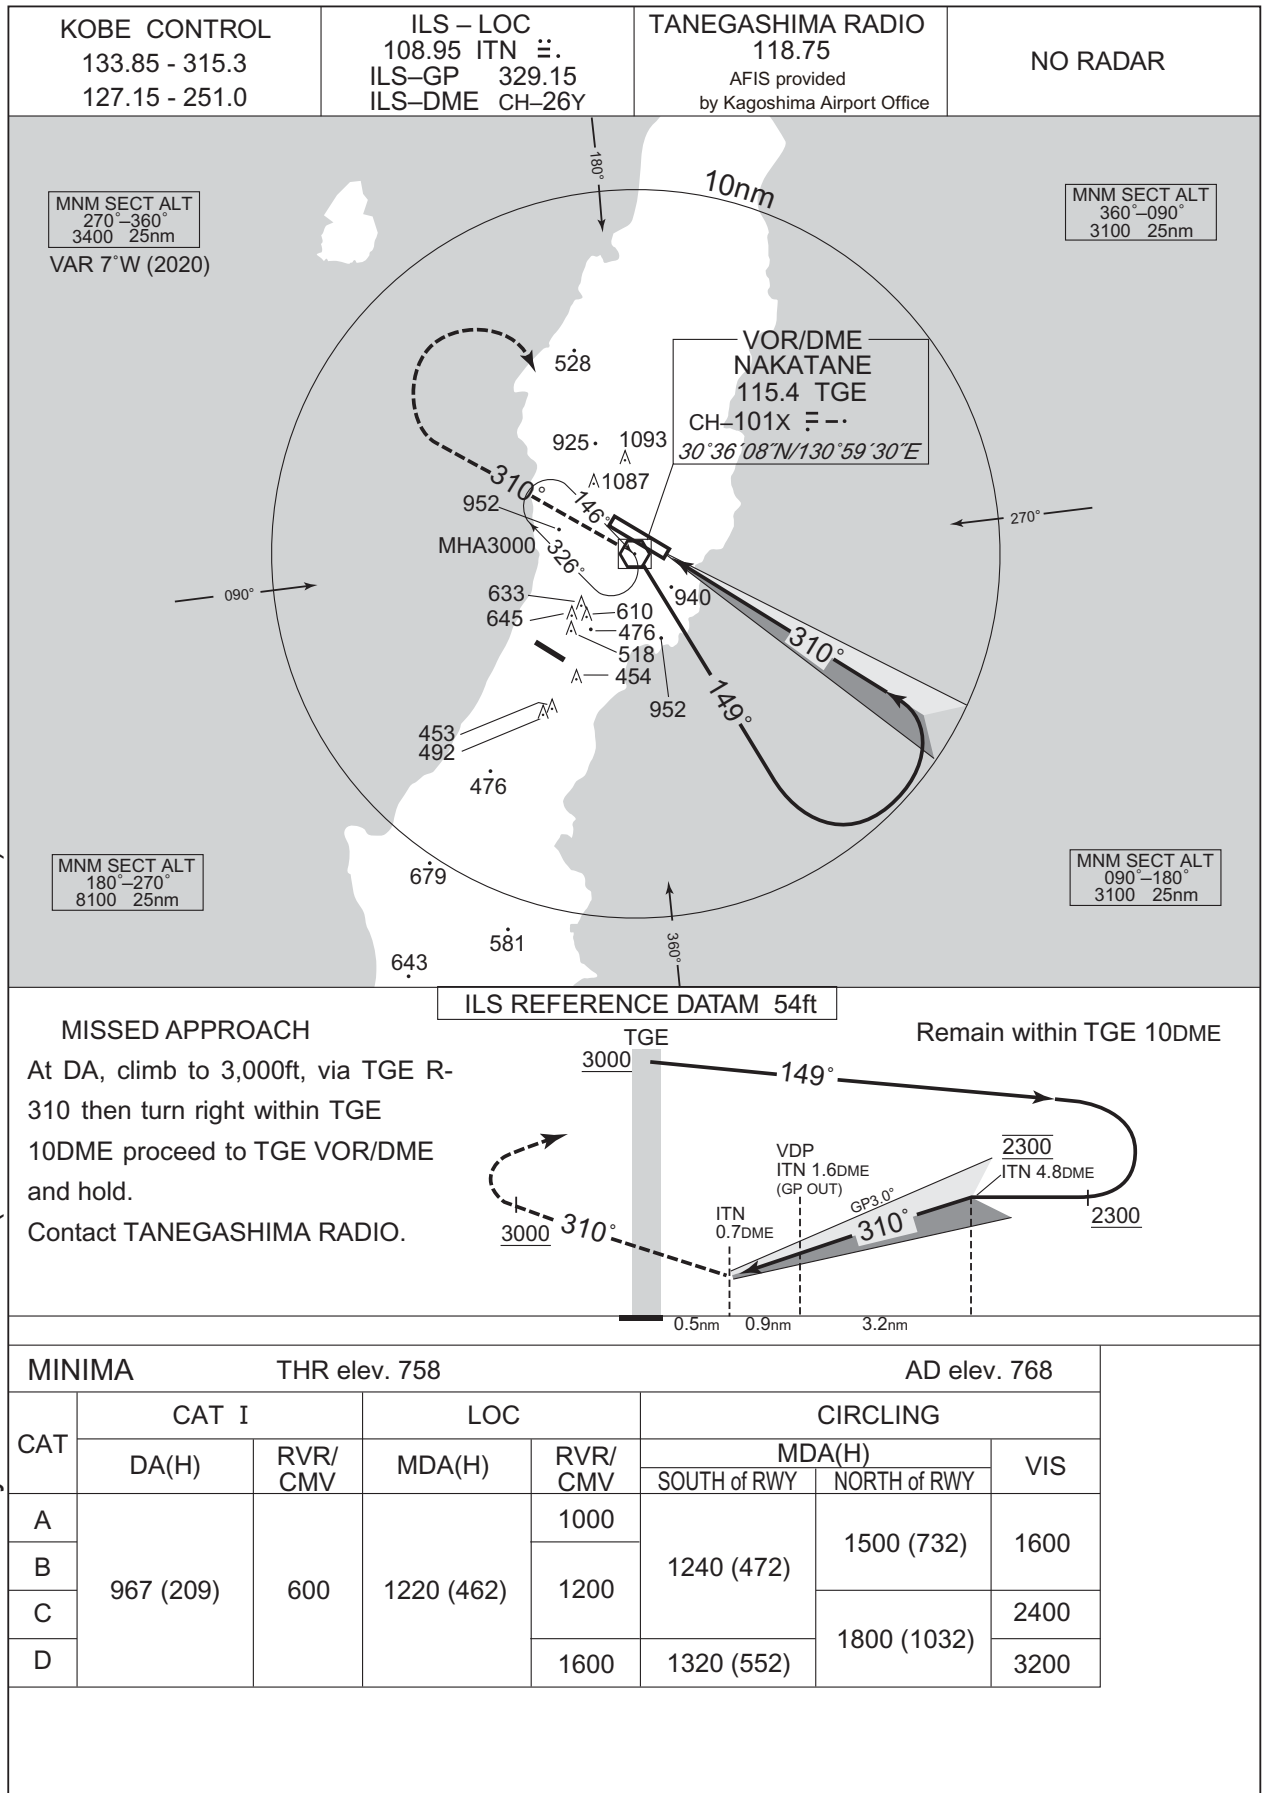 KOBE CONTROL
133.85 - 315.3
127.15 - 251.0
ILS – LOC
108.95 ITN
ILS–GP 329.15
ILS–DME CH–26Y
TANEGASHIMA RADIO
118.75
AFIS provided
by Kagoshima Airport Office
NO RADAR
MNM SECT ALT
270°–360°
3400 25nm
VAR 7°W (2020)
180°
10nm
MNM SECT ALT
360°–090°
3100 25nm
528
VOR/DME
NAKATANE
115.4 TGE
CH–101X
30°36´08˝N/130°59´30˝E
925
1093
1087
310°
146°
952
MHA3000
326°
270°
090°
633
645
610
476
518
454
940
952
310°
149°
453
492
476
679
581
643
360°
MNM SECT ALT
180°–270°
8100 25nm
MNM SECT ALT
090°–180°
3100 25nm
ILS REFERENCE DATAM 54ft
MISSED APPROACH
At DA, climb to 3,000ft, via TGE R-
310 then turn right within TGE
10DME proceed to TGE VOR/DME
and hold.
Contact TANEGASHIMA RADIO.
TGE
3000
149°
Remain within TGE 10DME
VDP
ITN 1.6DME
(GP OUT)
2300
ITN 4.8DME
GP3.0°
310°
2300
ITN
0.7DME
3000
310°
0.5nm
0.9nm
3.2nm
MINIMA
THR elev. 758
AD elev. 768
CAT
CAT I
LOC
CIRCLING
DA(H)
RVR/
CMV
MDA(H)
RVR/
CMV
MDA(H)
SOUTH of RWY
NORTH of RWY
VIS
A
B
C
D
967 (209)
600
1220 (462)
1000
1200
1600
1240 (472)
1320 (552)
1500 (732)
1800 (1032)
1600
2400
3200